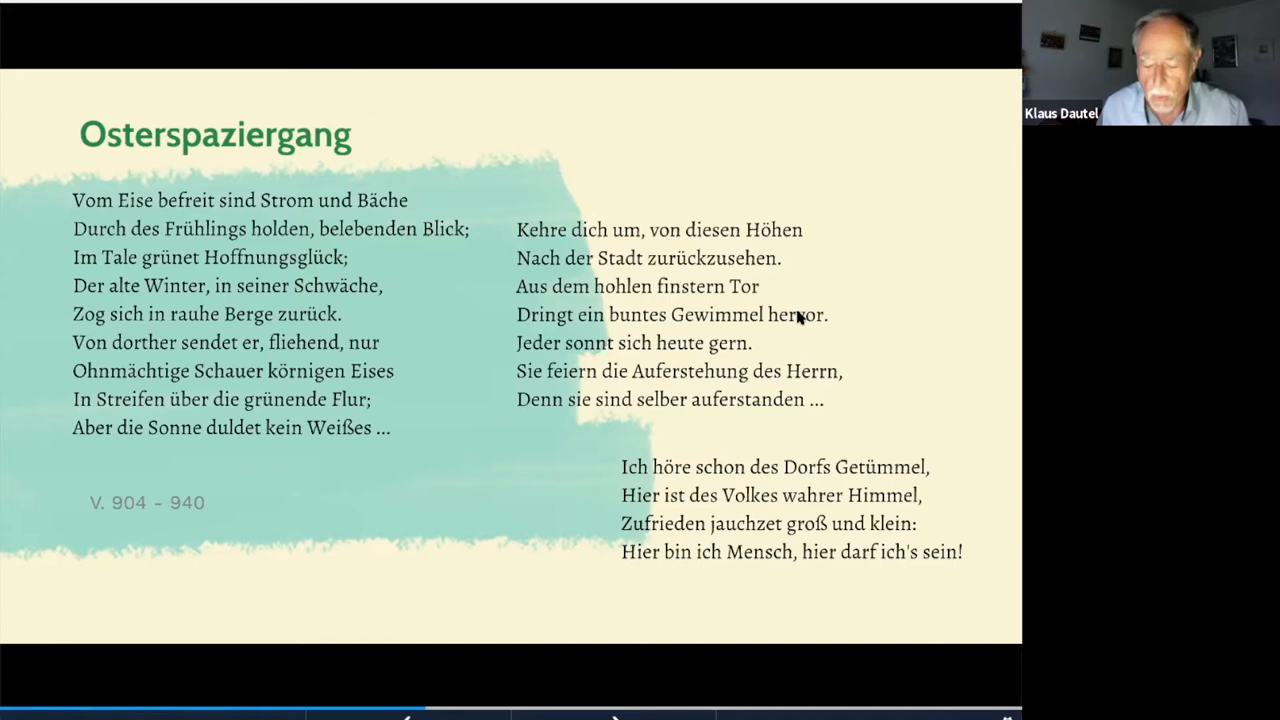 Osterspaziergang
Vom Eise befreit sind Strom und Bäche
Durch des Frühlings holden, belebenden Blick;
Im Tale grünet Hoffnungsglück;
Der alte Winter, in seiner Schwäche,
Zog sich in rauhe Berge zurück.
Von dorther sendet er, fliehend, nur
Ohnmächtige Schauer körnigen Eises
In Streifen über die grünende Flur;
Aber die Sonne duldet kein Weißes ...
V. 904 - 940
Kehre dich um, von diesen Höhen
Nach der Stadt zurückzusehen.
Aus dem hohlen finstern Tor
Dringt ein buntes Gewimmel hervor.
Jeder sonnt sich heute gern.
Sie feiern die Auferstehung des Herrn,
Denn sie sind selber auferstanden ...
Ich höre schon des Dorfs Getümmel,
Hier ist des Volkes wahrer Himmel,
Zufrieden jauchzet groß und klein:
Hier bin ich Mensch, hier darf ich's sein!
Klaus Dautel